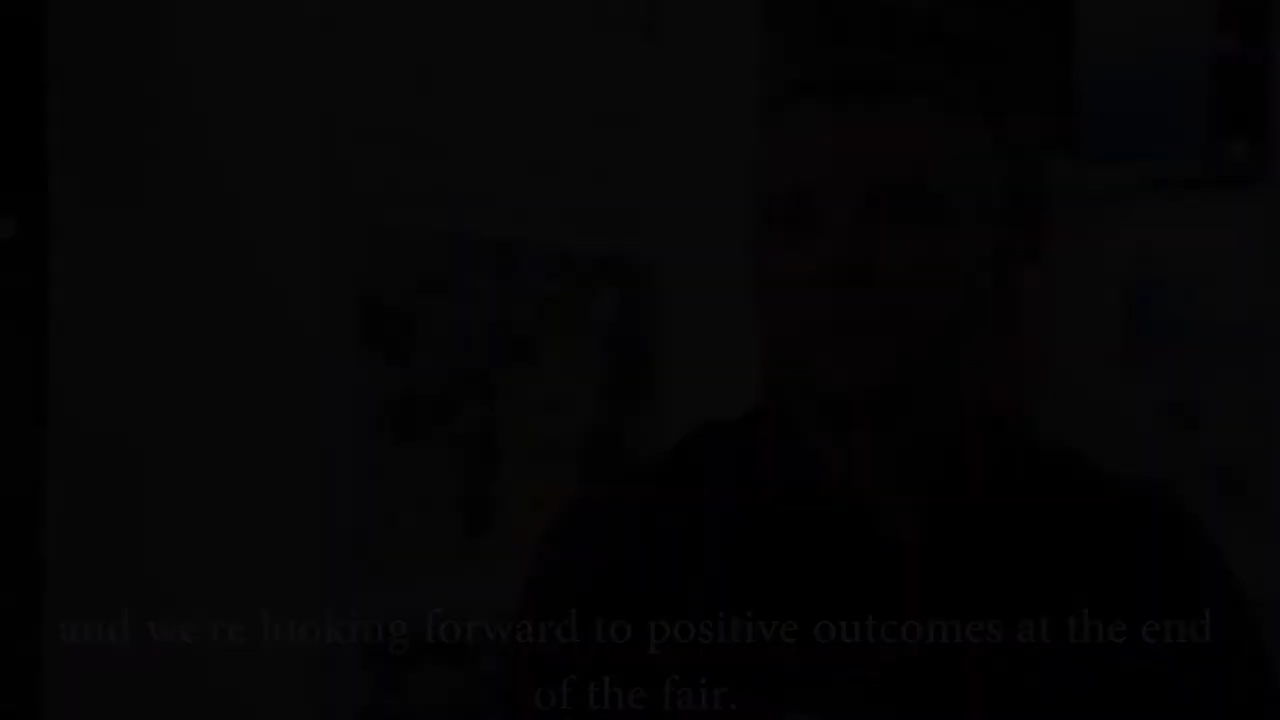 and we're looking forward to positive outcomes at the end
of the fair.